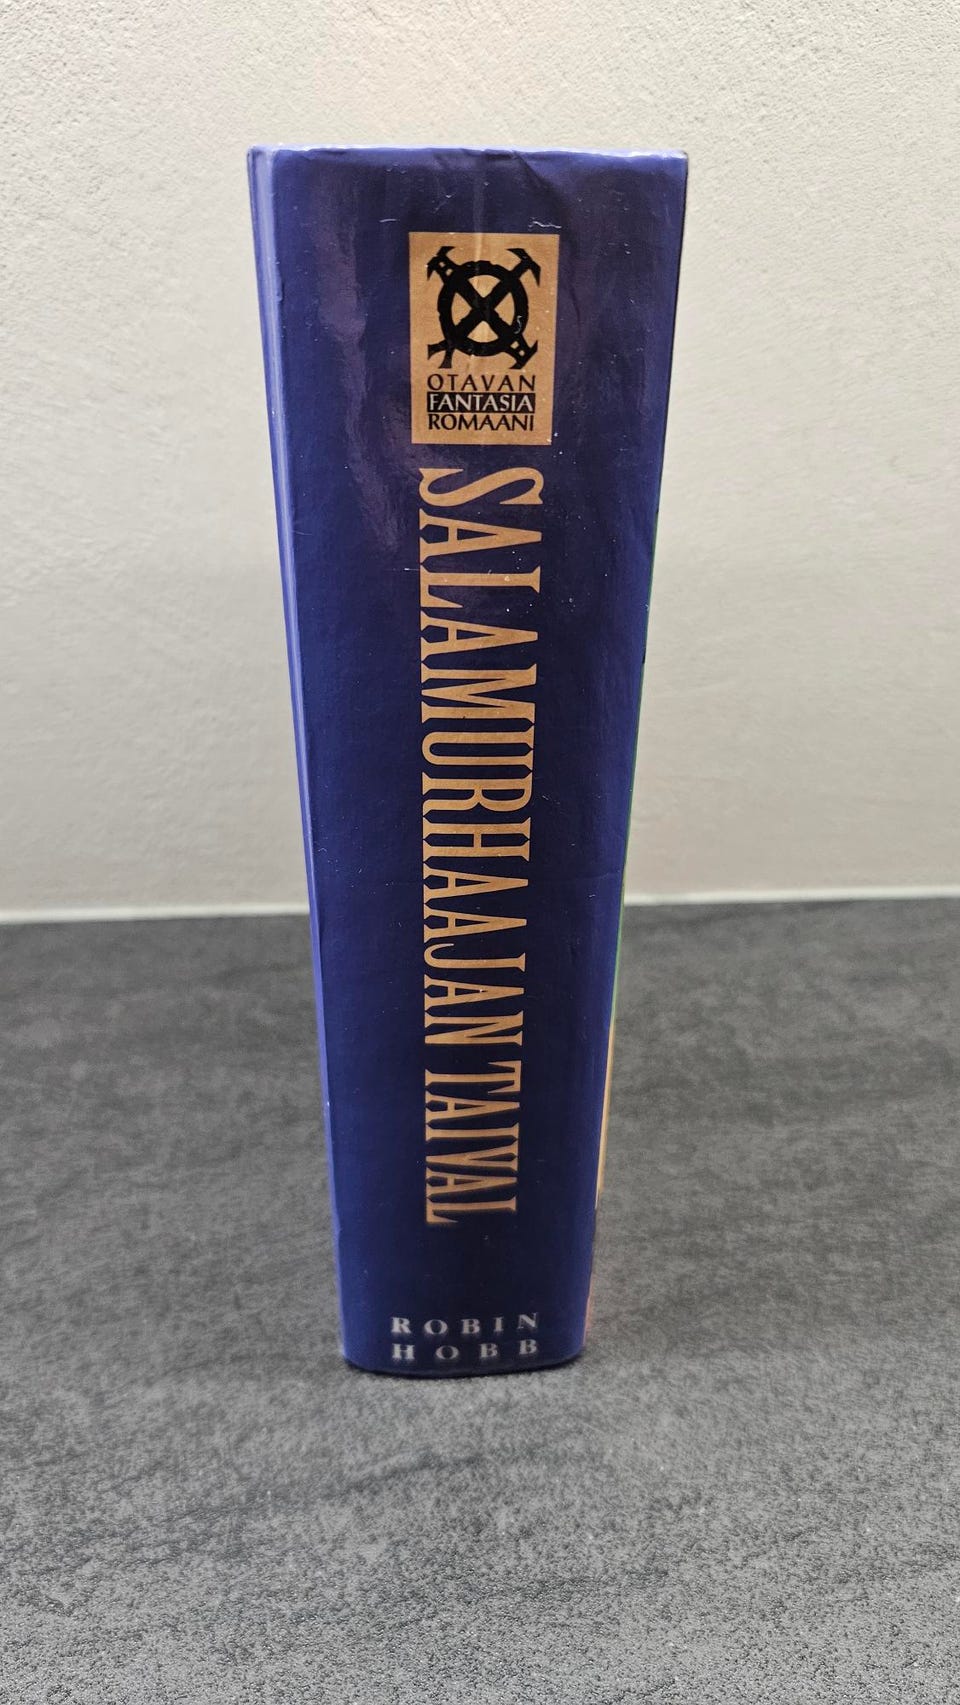 OTAVAN
FANTASIA
ROMAANI
SALAMURHAAJAN TAIVAL
ROBIN
HOBB